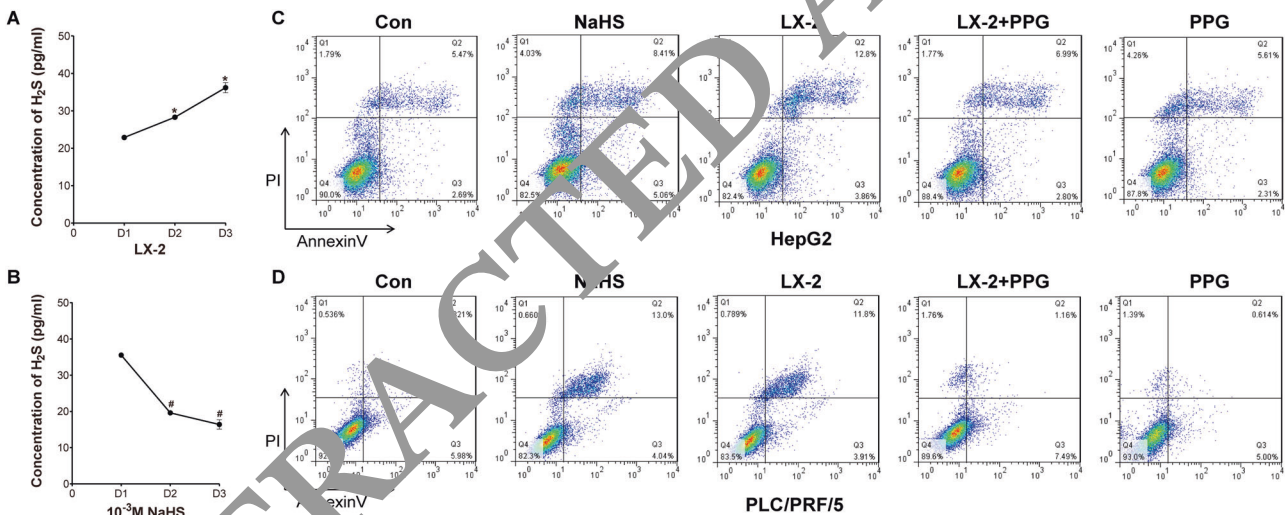 A
Concentration of H2S (pg/ml)
50
40
30
20
10
0
*
*
0 D1 D2 D3
LX-2
B
Concentration of H2S (pg/ml)
50
40
30
20
10
0
#
#
0 D1 D2 D3
10-3M NaHS
C
Con NaHS LX-2 LX-2+PPG PPG
Q1 Q2
1.79% 5.47%
Q4 Q3
90.0% 2.69%
Q1 Q2
4.03% 8.41%
Q4 Q3
82.5% 5.06%
Q2
12.8%
Q4 Q3
82.4% 3.86%
Q1 Q2
1.77% 6.99%
Q4 Q3
88.4% 2.80%
Q1 Q2
4.26% 5.61%
Q4 Q3
87.8% 2.31%
PI
AnnexinV
HepG2
D
Con NaHS LX-2 LX-2+PPG PPG
Q1
0.536%
Q3
5.98%
Q1 Q2
13.0%
Q4 Q3
82.3% 4.04%
Q1 Q2
0.789% 11.8%
Q4 Q3
83.5% 3.91%
Q1 Q2
1.76% 1.16%
Q4 Q3
89.6% 7.49%
Q1 Q2
1.39% 0.614%
Q4 Q3
93.0% 5.00%
PI
AnnexinV
PLC/PRF/5